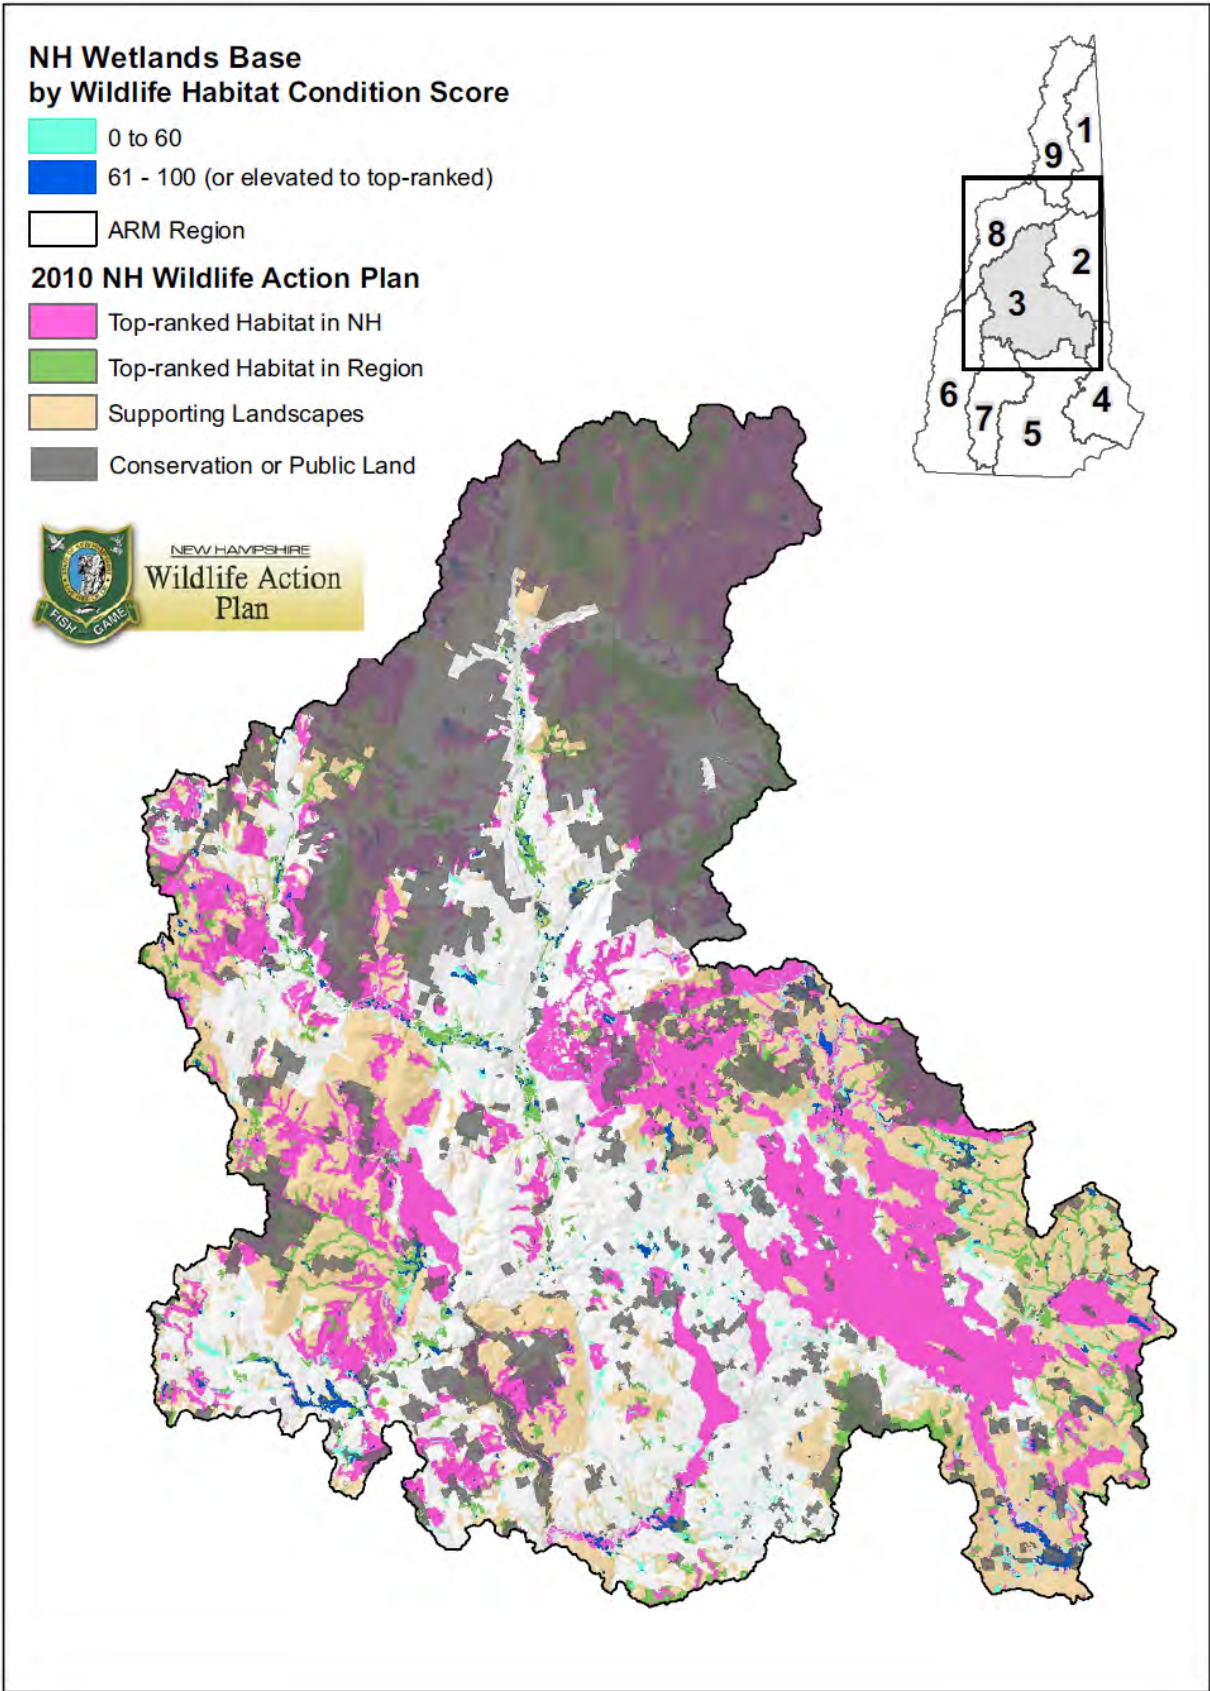 NH Wetlands Base
by Wildlife Habitat Condition Score
0 to 60
61 - 100 (or elevated to top-ranked)
ARM Region
2010 NH Wildlife Action Plan
Top-ranked Habitat in NH
Top-ranked Habitat in Region
Supporting Landscapes
Conservation or Public Land
NEW HAMPSHIRE
Wildlife Action
Plan
FISH GAME
1
9
8
2
3
6
7
5
4